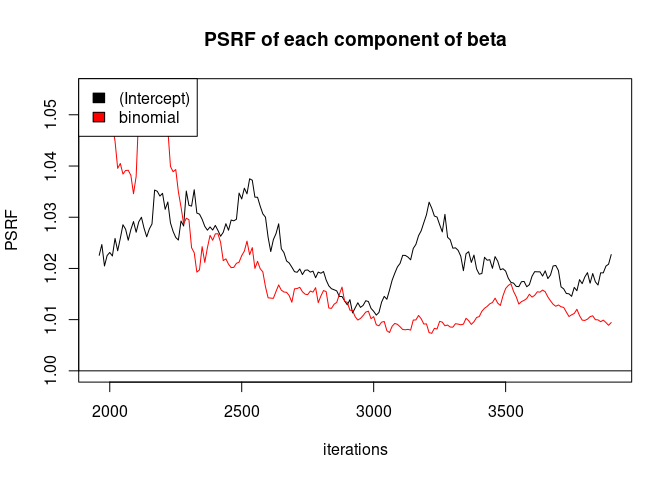 PSRF of each component of beta
(Intercept)
binomial
PSRF
1.05
1.04
1.03
1.02
1.01
1.00
2000 2500 3000 3500
iterations